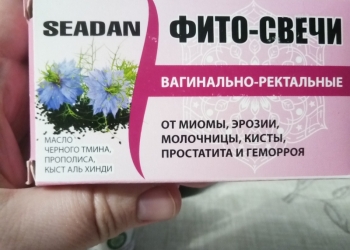 SEADAN
ФИТО-СВЕЧИ
ВАГИНАЛЬНО-РЕКТАЛЬНЫЕ
ОТ МИОМЫ, ЭРОЗИИ,
МОЛОЧНИЦЫ, КИСТЫ,
ПРОСТАТИТА И ГЕМОРРОЯ
МАСЛО
ЧЕРНОГО ТМИНА,
ПРОПОЛИСА,
КЫСТ АЛЬ ХИНДИ